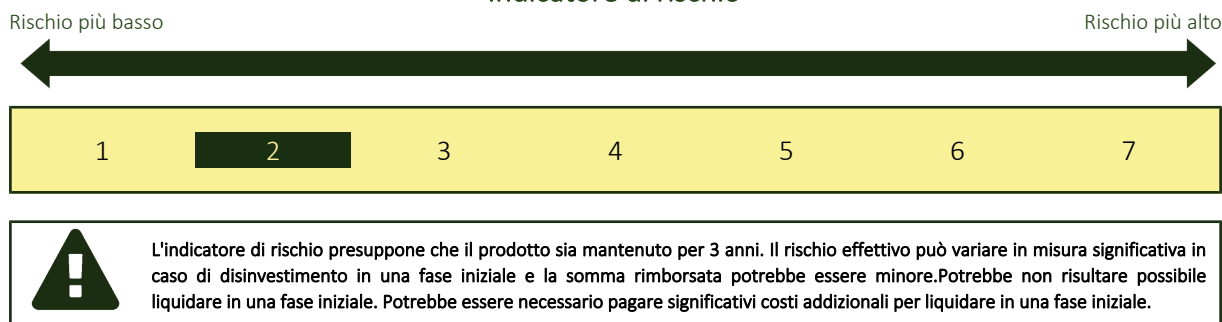 Rischio più basso
Rischio più alto
1 2 3 4 5 6 7
L'indicatore di rischio presuppone che il prodotto sia mantenuto per 3 anni. Il rischio effettivo può variare in misura significativa in
caso di disinvestimento in una fase iniziale e la somma rimborsata potrebbe essere minore.Potrebbe non risultare possibile
liquidare in una fase iniziale. Potrebbe essere necessario pagare significativi costi addizionali per liquidare in una fase iniziale.